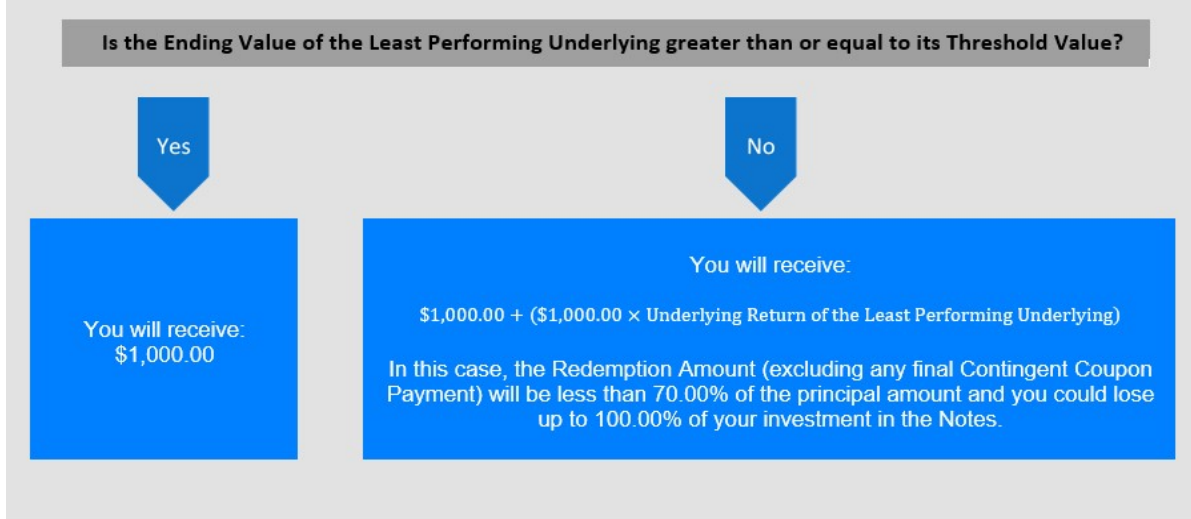 Is the Ending Value of the Least Performing Underlying greater than or equal to its Threshold Value?
Yes
No
You will receive:
$1,000.00
You will receive:
$1,000.00 + ($1,000.00 × Underlying Return of the Least Performing Underlying)
In this case, the Redemption Amount (excluding any final Contingent Coupon
Payment) will be less than 70.00% of the principal amount and you could lose
up to 100.00% of your investment in the Notes.